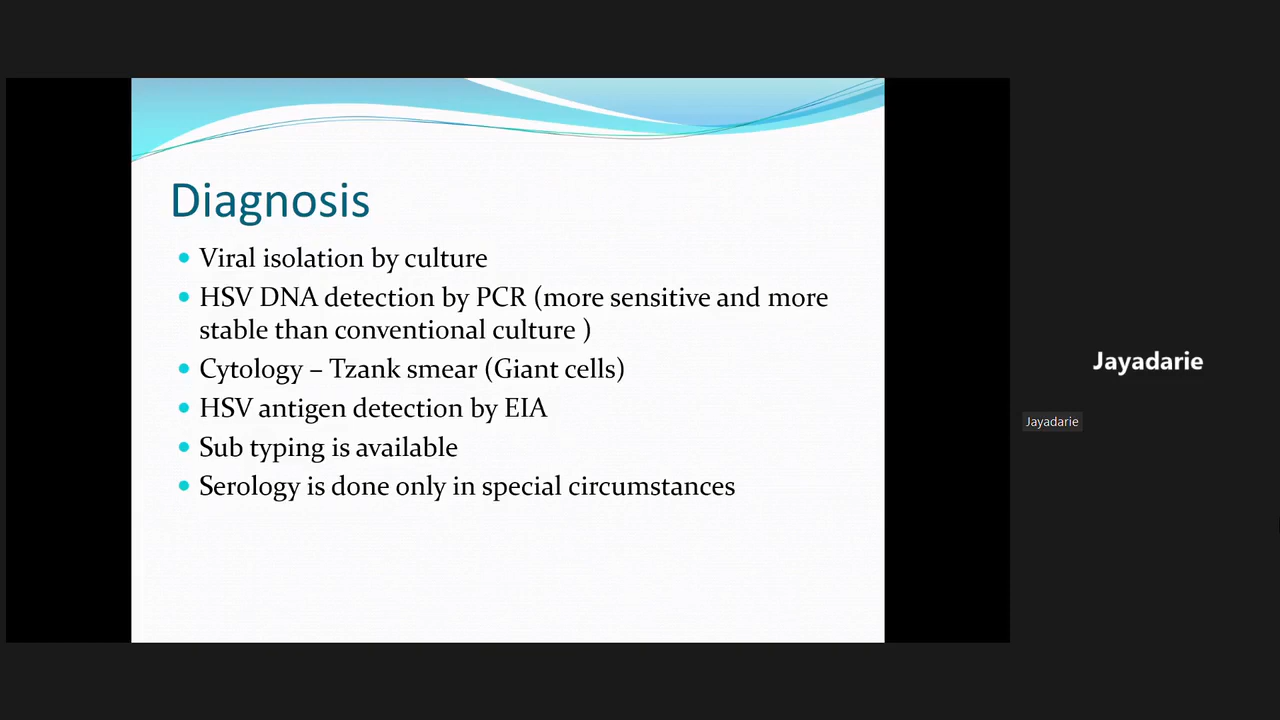 Diagnosis
• Viral isolation by culture
• HSV DNA detection by PCR (more sensitive and more
stable than conventional culture )
• Cytology – Tzank smear (Giant cells)
• HSV antigen detection by EIA
• Sub typing is available
• Serology is done only in special circumstances
Jayadarie
Jayadarie